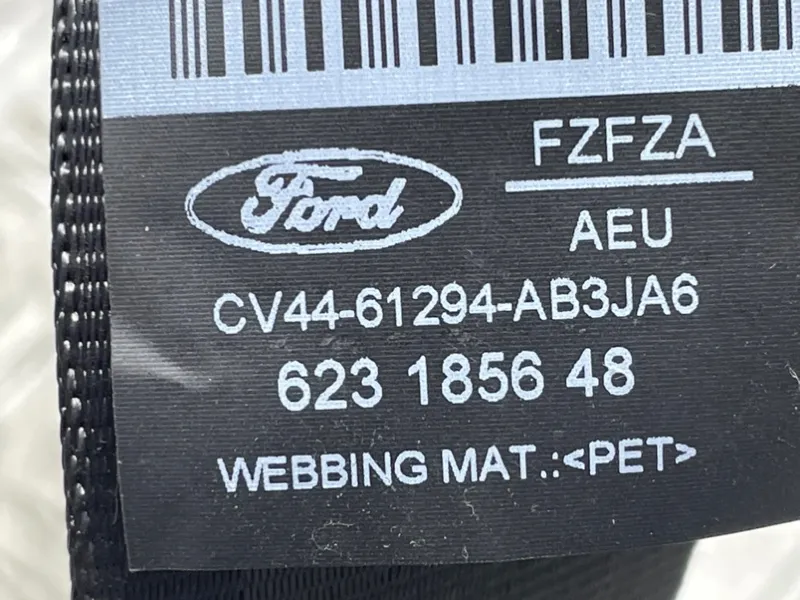 FZFZA
Ford
AEU
CV44-61294-AB3JA6
623 1856 48
WEBBING MAT.:<PET>